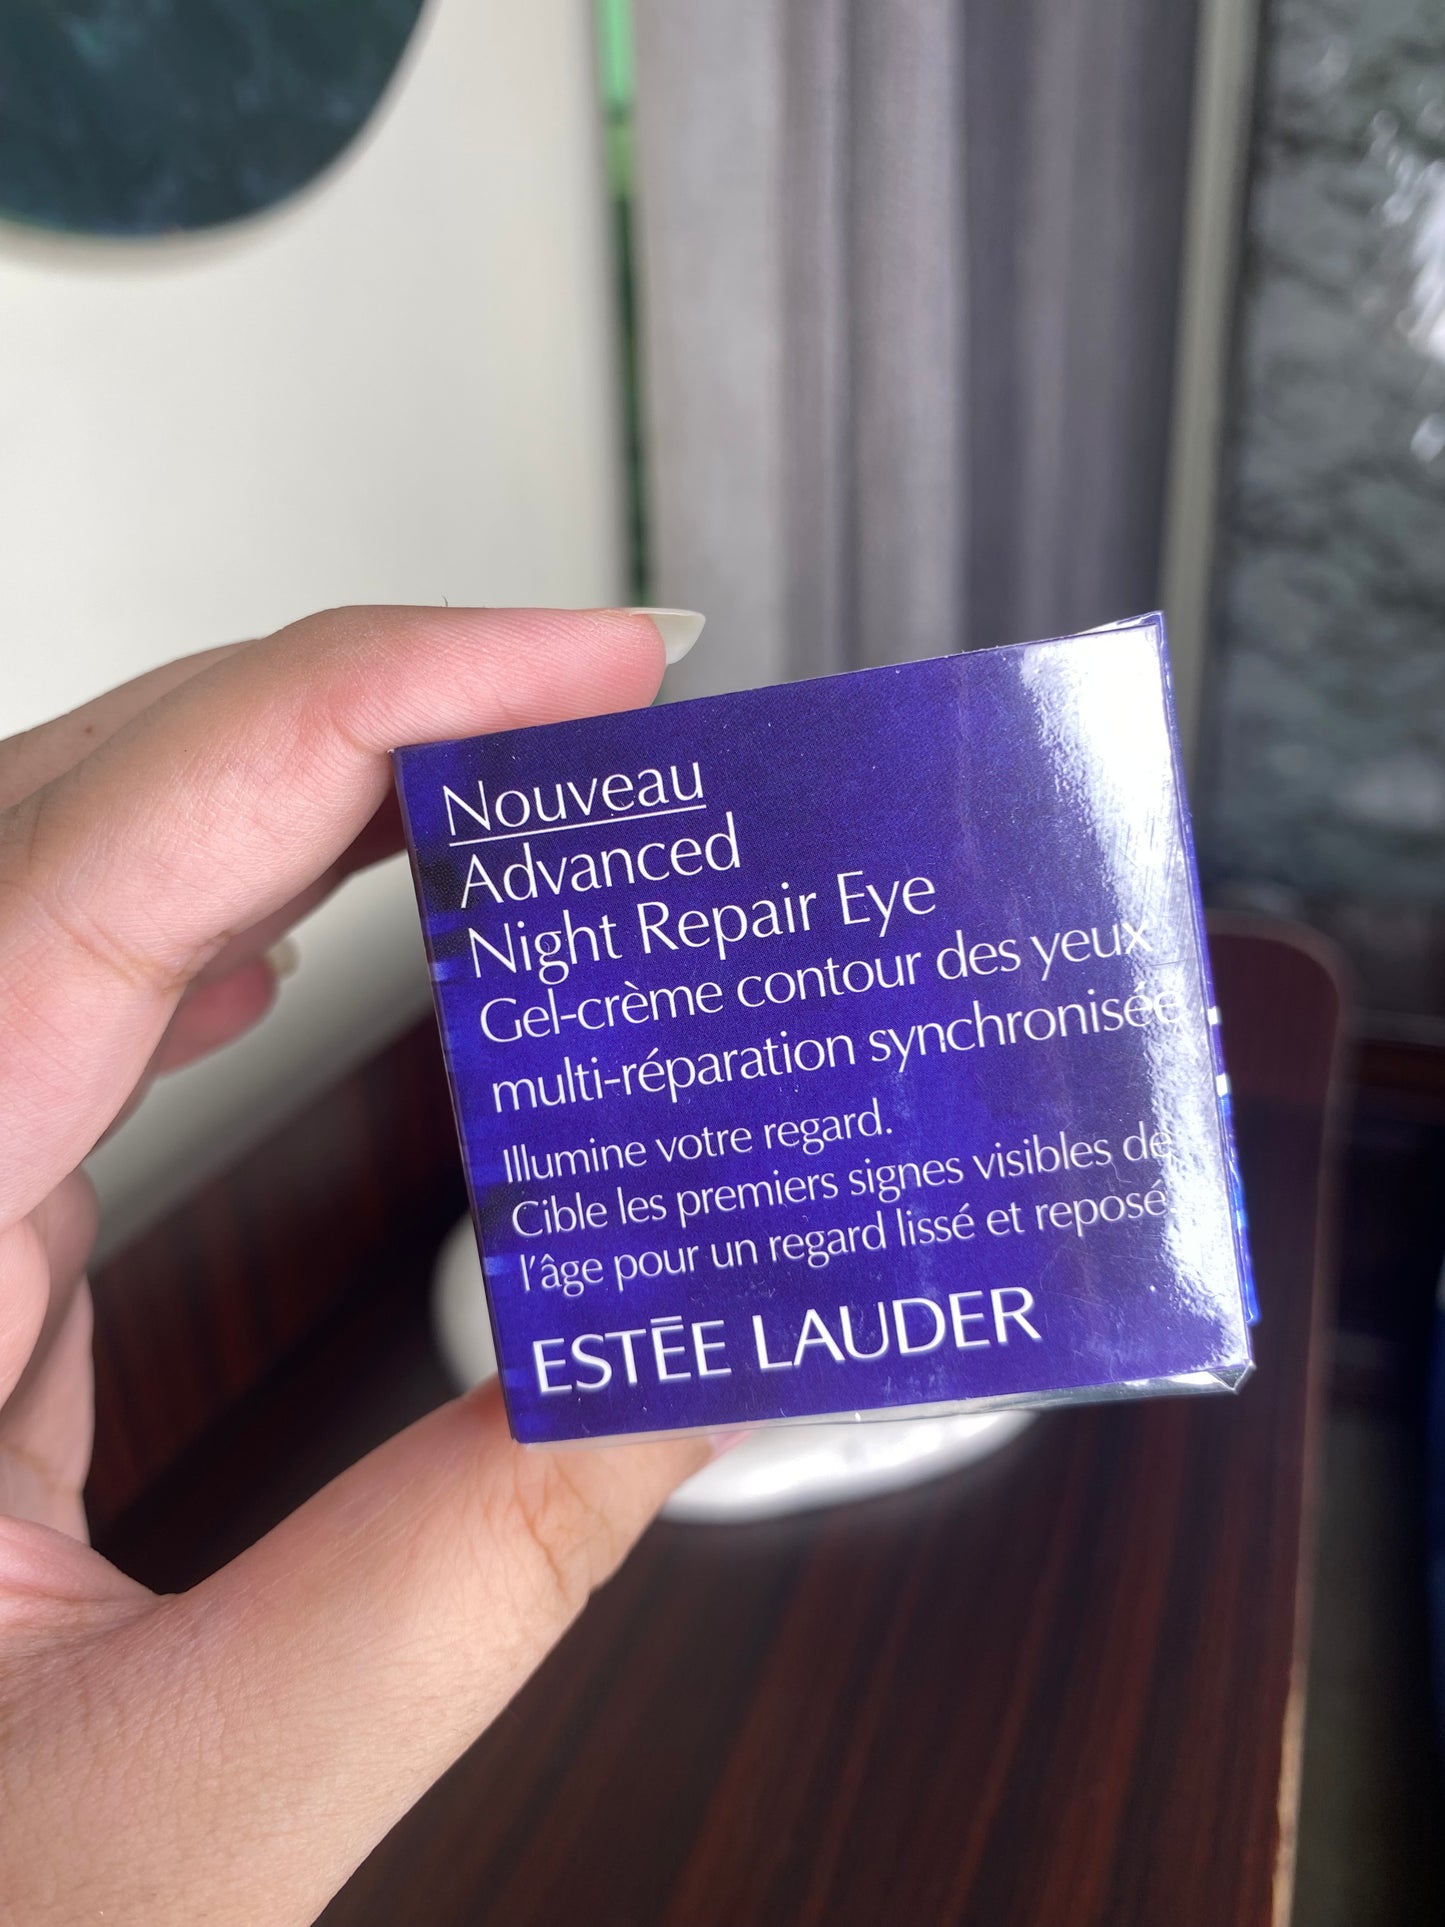 Nouveau
Advanced
Night Repair Eye
Gel-crème contour des yeux
multi-réparation synchronisée
Illumine votre regard.
Cible les premiers signes visibles de
l'âge pour un regard lissé et reposé
ESTĒE LAUDER